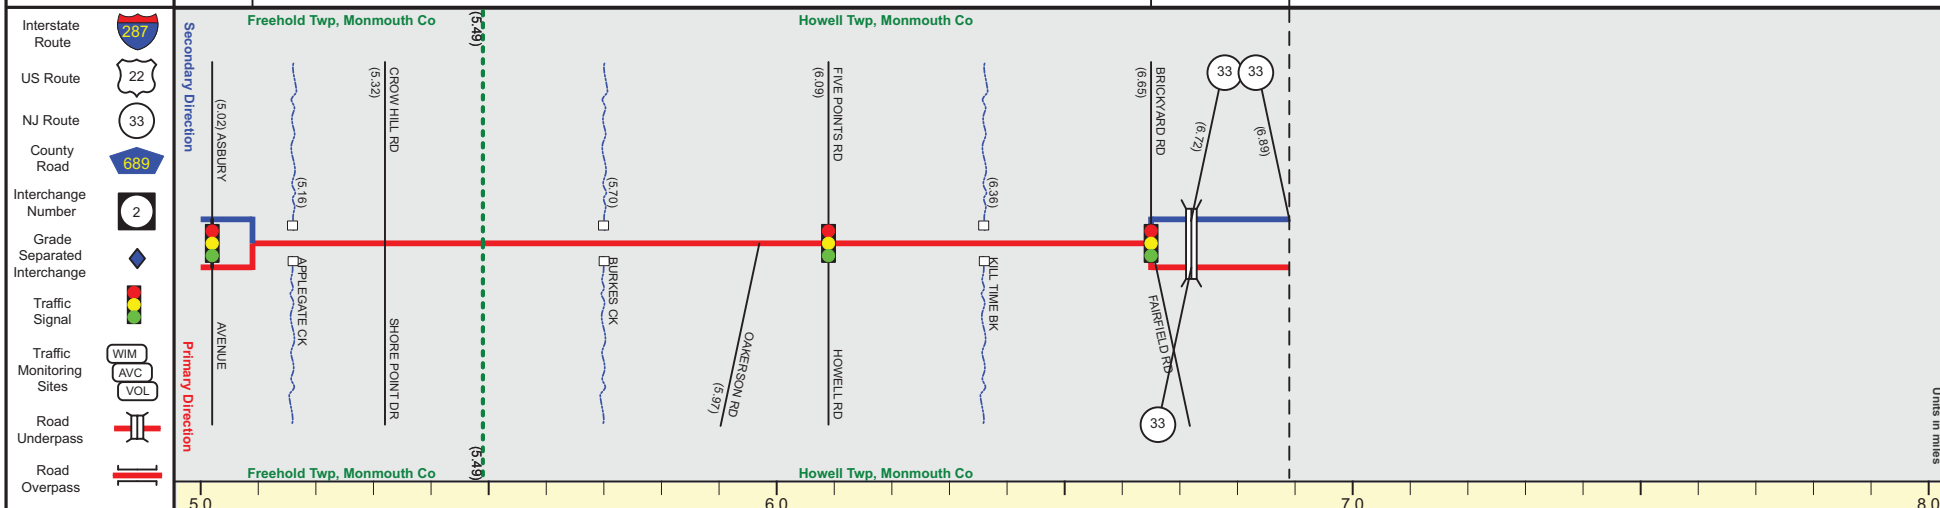 Interstate
Route
287
US Route
22
NJ Route
33
County
Road
689
Interchange
Number
2
Grade
Separated
Interchange
Traffic
Signal
Traffic
Monitoring
Sites
WIM
AVC
VOL
Road
Underpass
Road
Overpass
Secondary Direction
Primary Direction
Freehold Twp, Monmouth Co
(5.49)
Howell Twp, Monmouth Co
(5.02) ASBURY
AVENUE
(5.16)
APPLEGATE CK
CROW HILL RD
(5.32)
SHORE POINT DR
(5.70)
BURKES CK
OAKERSON RD
(5.97)
FIVE POINTS RD
(6.09)
HOWELL RD
(6.36)
KILL TIME BK
BRICKYARD RD
(6.65)
FAIRFIELD RD
33
33
(6.72)
(6.89)
33
Freehold Twp, Monmouth Co
(5.49)
Howell Twp, Monmouth Co
Units in miles
5.0
6.0
7.0
8.0